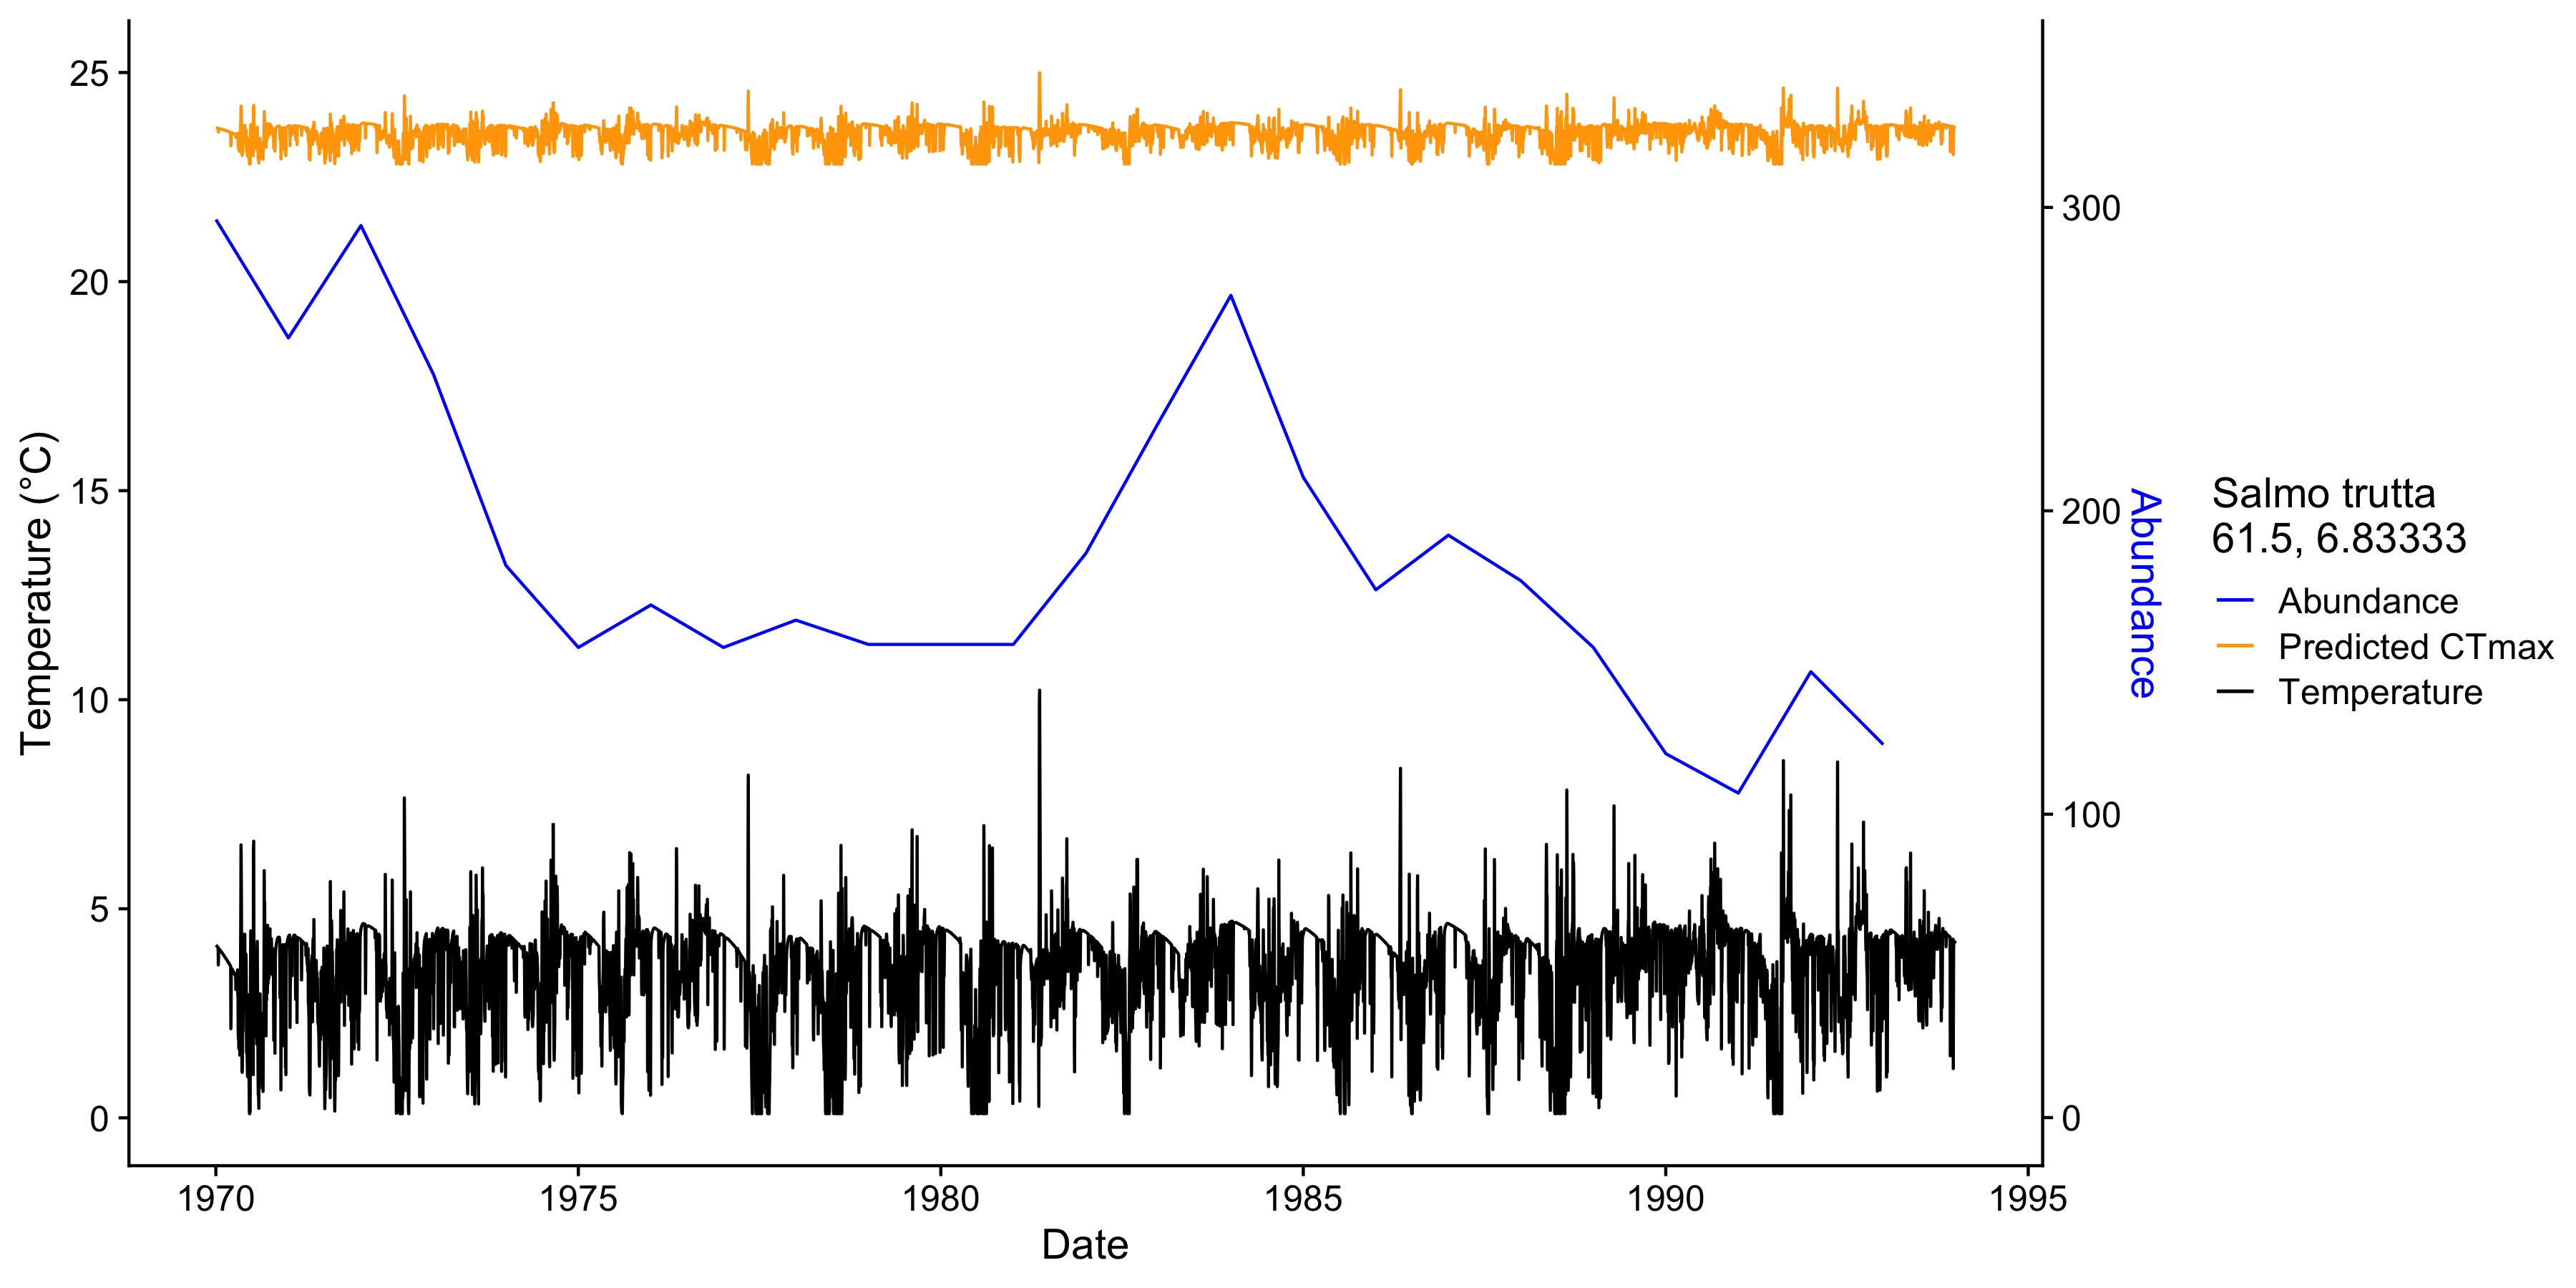 25
20
15
10
5
0
Temperature (°C)
300
200
100
0
Abundance
1970
1975
1980
1985
1990
1995
Date
Salmo trutta
61.5, 6.83333
Abundance
Predicted CTmax
Temperature